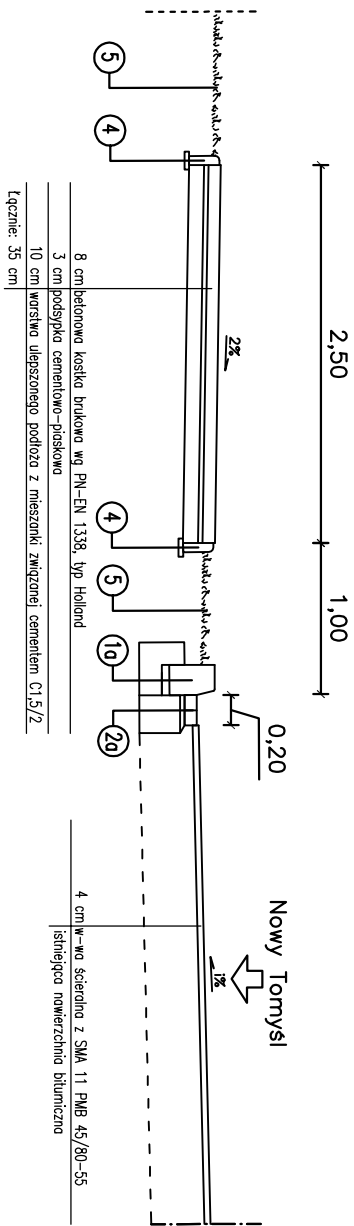 2,50
1,00
0,20
Nowy Tomyśl
2%
i%
5
4
4
5
1a
2a
8 cm betonowa kostka brukowa wg PN-EN 1338, typ Holland
3 cm podsypka cementowo-piaskowa
10 cm warstwa ulepszonego podłoża z mieszanki związanej cementem C1,5/2
Łącznie: 35 cm
4 cm w-wa ścieralna z SMA 11 PMB 45/80-55
istniejąca nawierzchnia bitumiczna